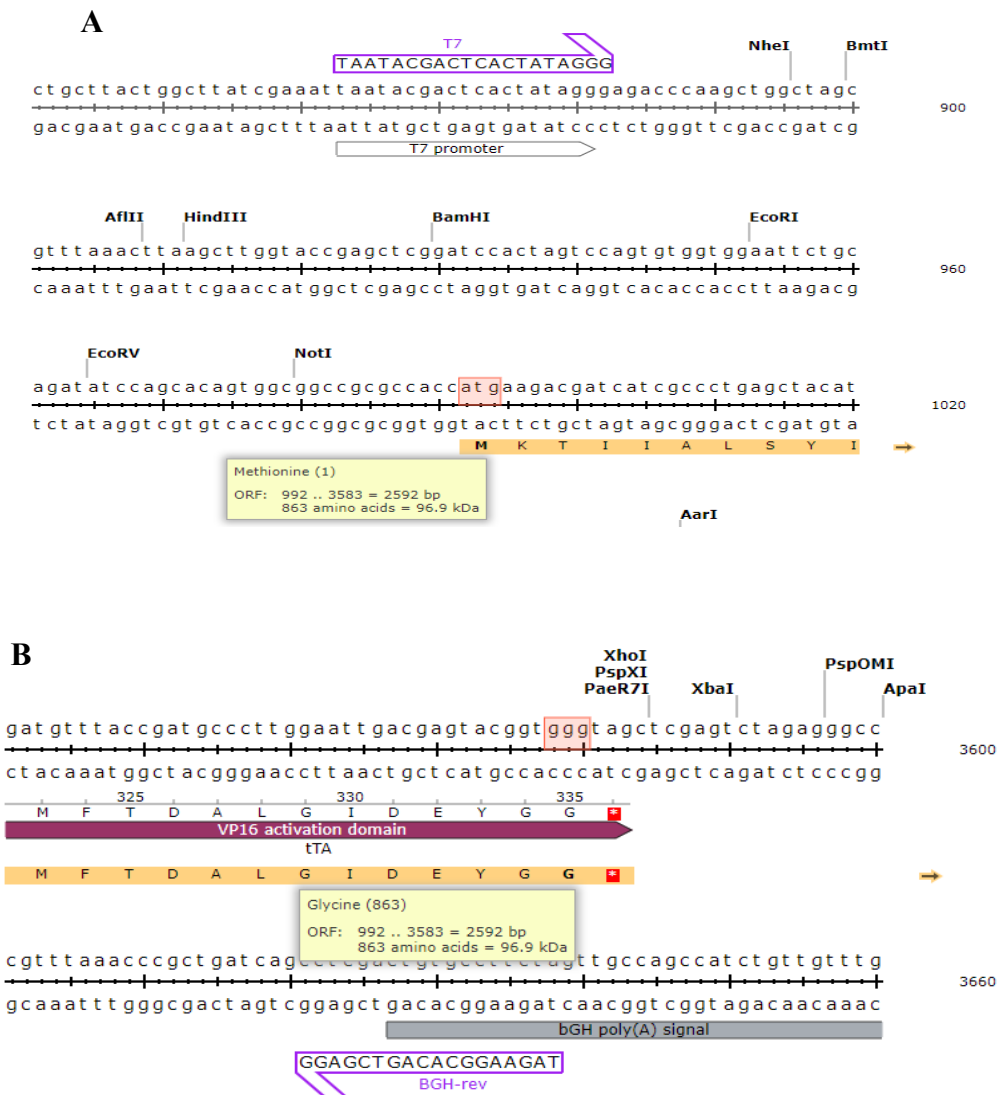 A
T7
TAATACGACTCACTATAGGG
NheI BmtI
ctgcttactggcttatcgaaattaatacgactcactatagggagacccaagctggctagc
900
gacgaatgaccgaatagctttaattatgctgagtgatatccctctgggttcgaccgatcg
T7 promoter
AflII HindIII BamHI EcoRI
gtttaaacttaagcttggtaccgagctcggatccactagtccagtgtggtggaattctgc
960
caaatttgaattcgaaccatggctcgagcctaggtgatcaggtcacaccaccttaagacg
EcoRV NotI
agatatccagcacagtggcggccgcgccaccatgaagacgatcatcgccctgagctacat
1020
tctataggtcgtgtcaccgccggcgcggtggtacttctgctagtagcgggactcgatgta
M K T I I A L S Y I
Methionine (1)
ORF: 992 .. 3583 = 2592 bp
863 amino acids = 96.9 kDa
AarI
B
XhoI
PspXI
PaeR7I XbaI PspOMI ApaI
gatgtttaccgatgcccttggaattgacgagtacggtgggtagctcgagtctagagggcc
3600
ctacaaatggctacgggaaccttaactgctcatgccacccatcgagctcagatctcccgg
325 330 335
M F T D A L G I D E Y G G *
VP16 activation domain
tTA
M F T D A L G I D E Y G G *
Glycine (863)
ORF: 992 .. 3583 = 2592 bp
863 amino acids = 96.9 kDa
cgtttaaacccgctgatcagcctcgactgtgccttctagttgccagccatctgttgtttg
3660
gcaaatttgggcgactagtcggagctgacacggaagatcaacggtcggtagacaacaaac
bGH poly(A) signal
GGAGCTGACACGGAAGAT
BGH-rev